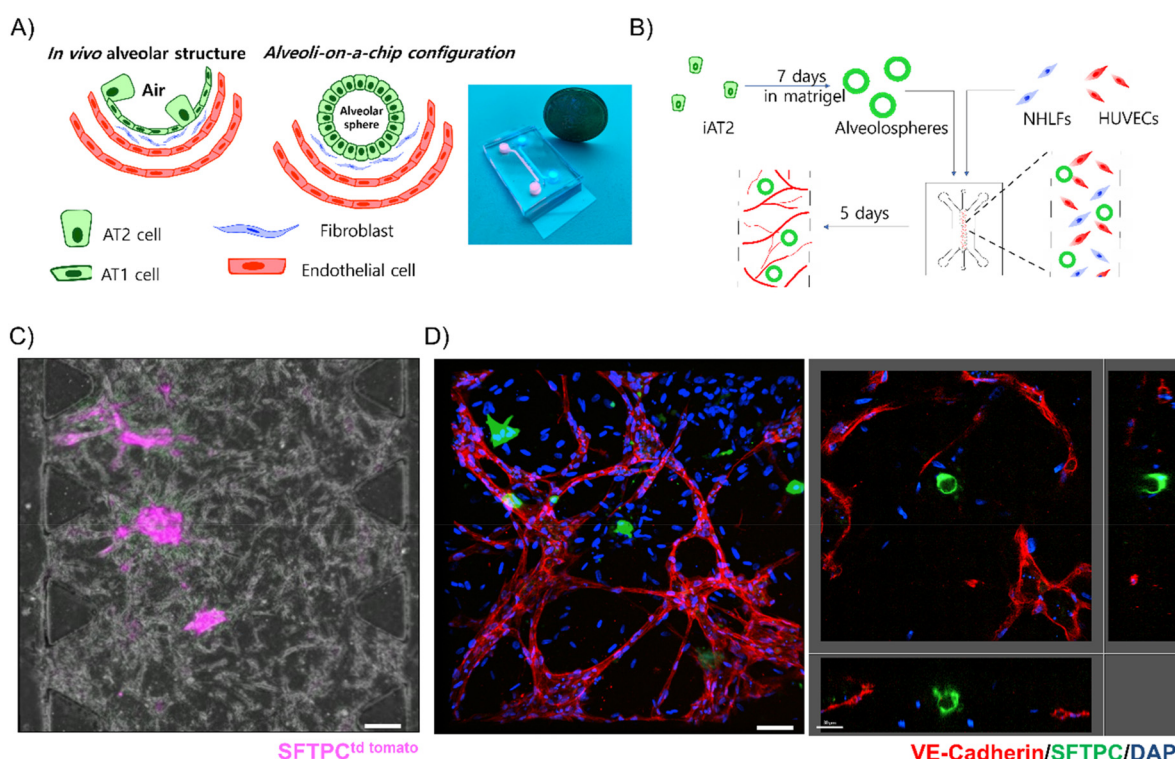 A)
In vivo alveolar structure
Air
Alveoli-on-a-chip configuration
Alveolar
sphere
AT2 cell
AT1 cell
Fibroblast
Endothelial cell
B)
iAT2
7 days
in matrigel
Alveolospheres
NHLFs
HUVECs
5 days
C)
SFTPCtd tomato
D)
VE-Cadherin/SFTPC/DAP